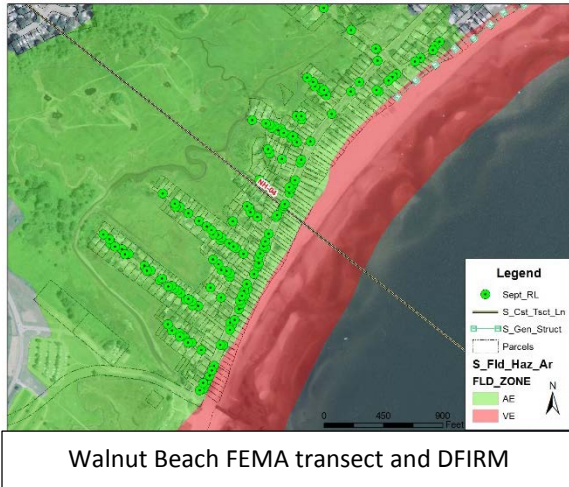 NH-04
Legend
Sept_RL
S_Cst_Tsct_Ln
S_Gen_Struct
Parcels
S_Fld_Haz_Ar
FLD_ZONE
AE
VE
N
0 450 900
Feet
Walnut Beach FEMA transect and DFIRM